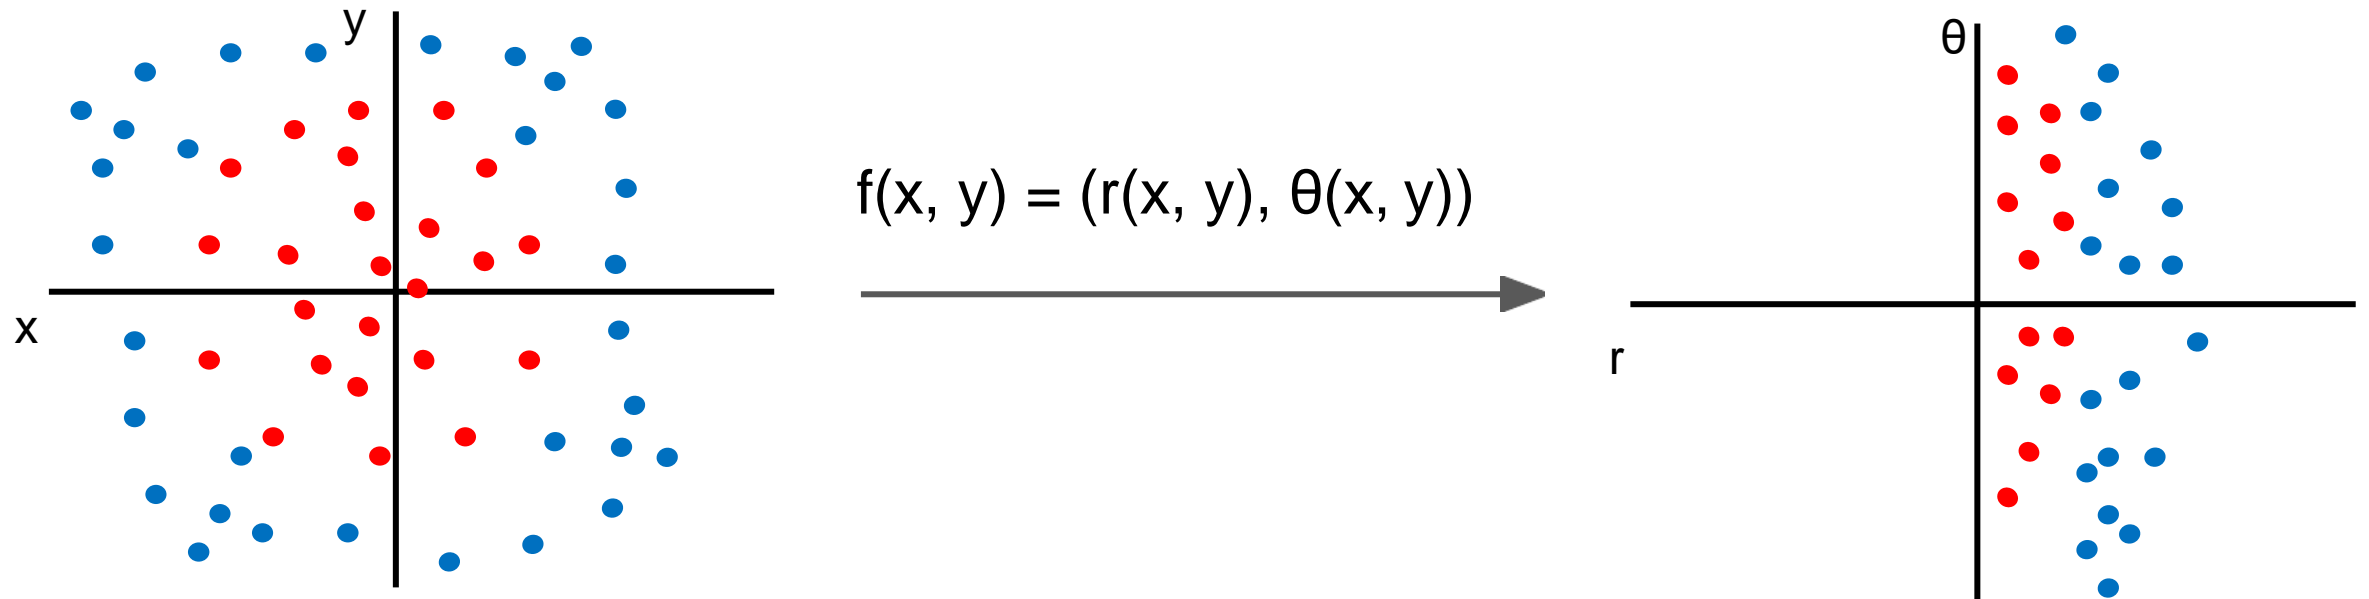 y
x
f(x, y) = (r(x, y), θ(x, y))
θ
r